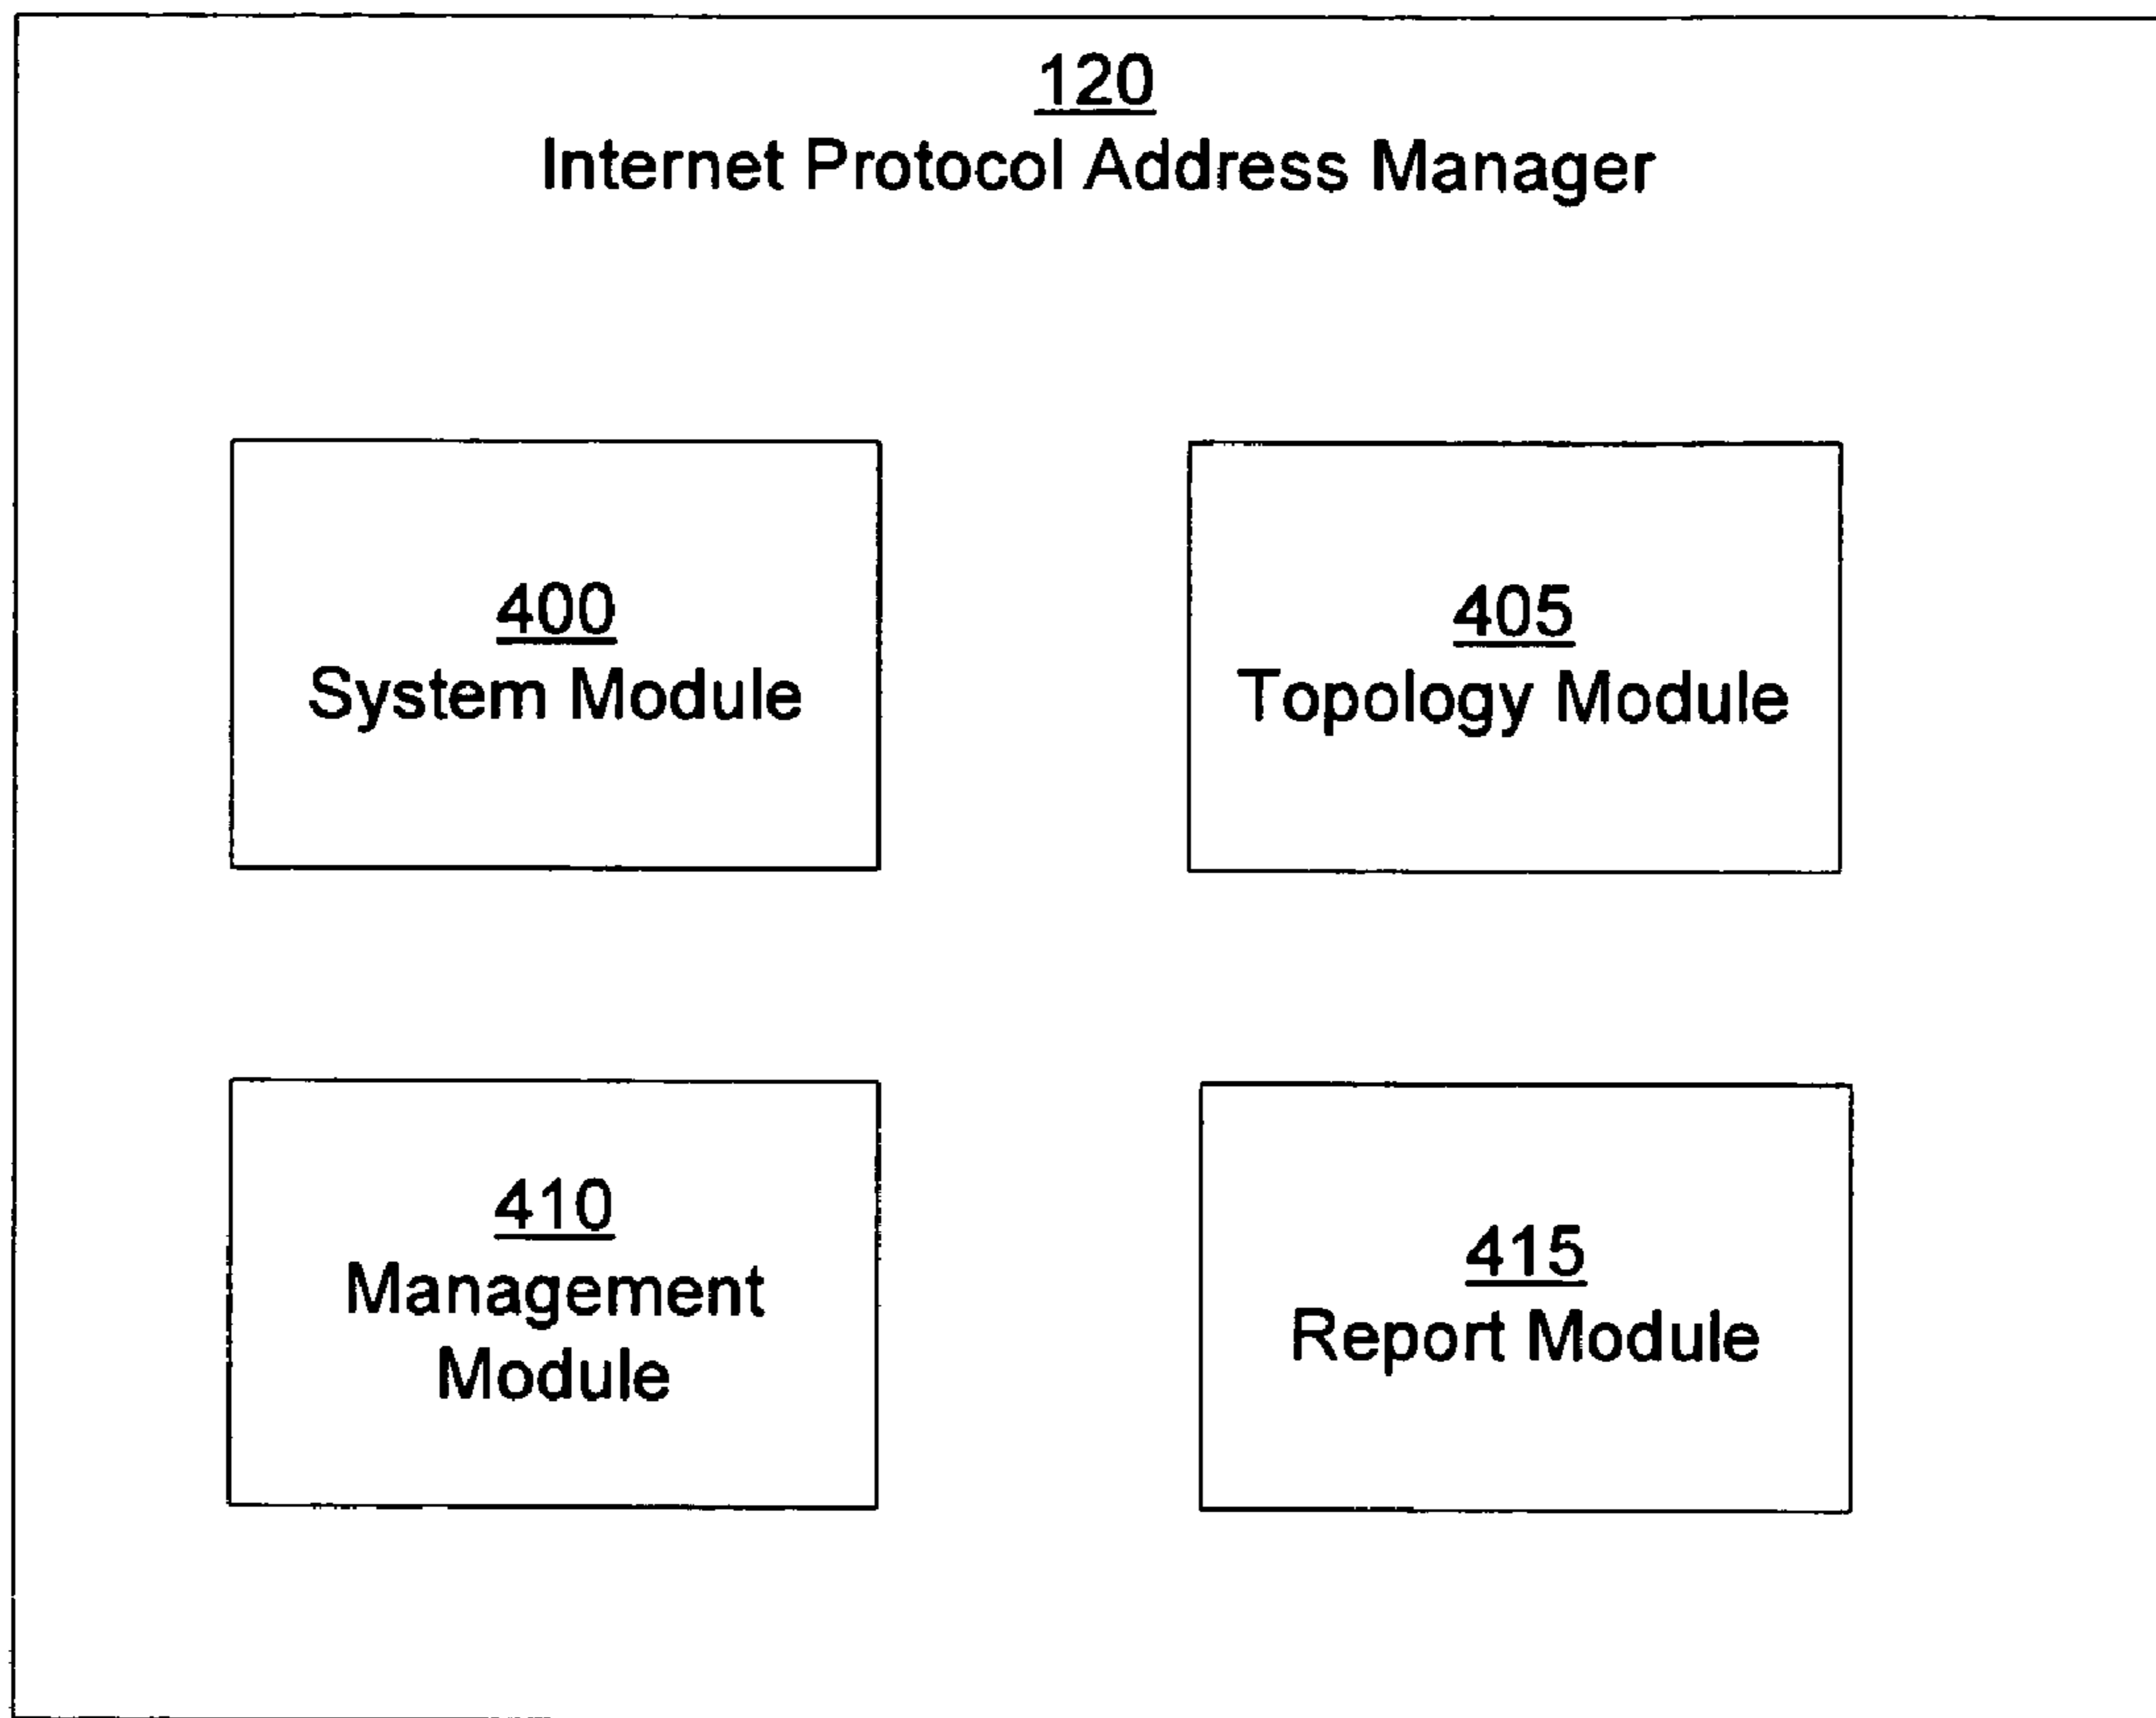 120
Internet Protocol Address Manager
400
System Module
405
Topology Module
410
Management
Module
415
Report Module